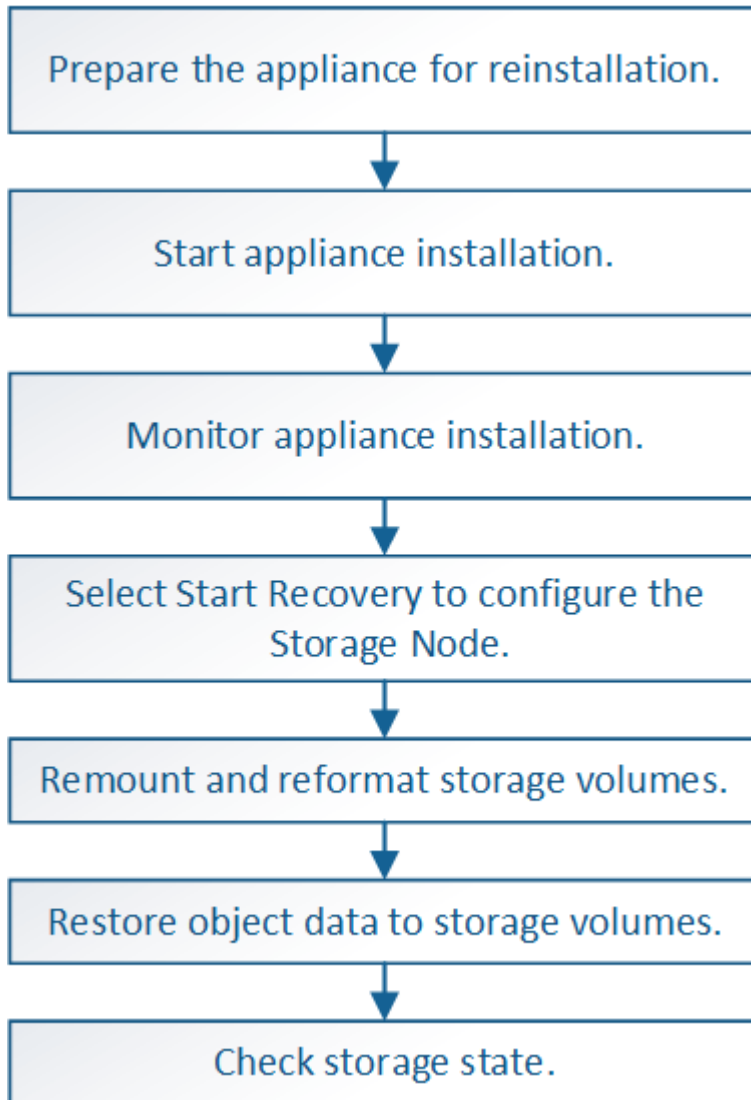 Prepare the appliance for reinstallation.
Start appliance installation.
Monitor appliance installation.
Select Start Recovery to configure the
Storage Node.
Remount and reformat storage volumes.
Restore object data to storage volumes.
Check storage state.